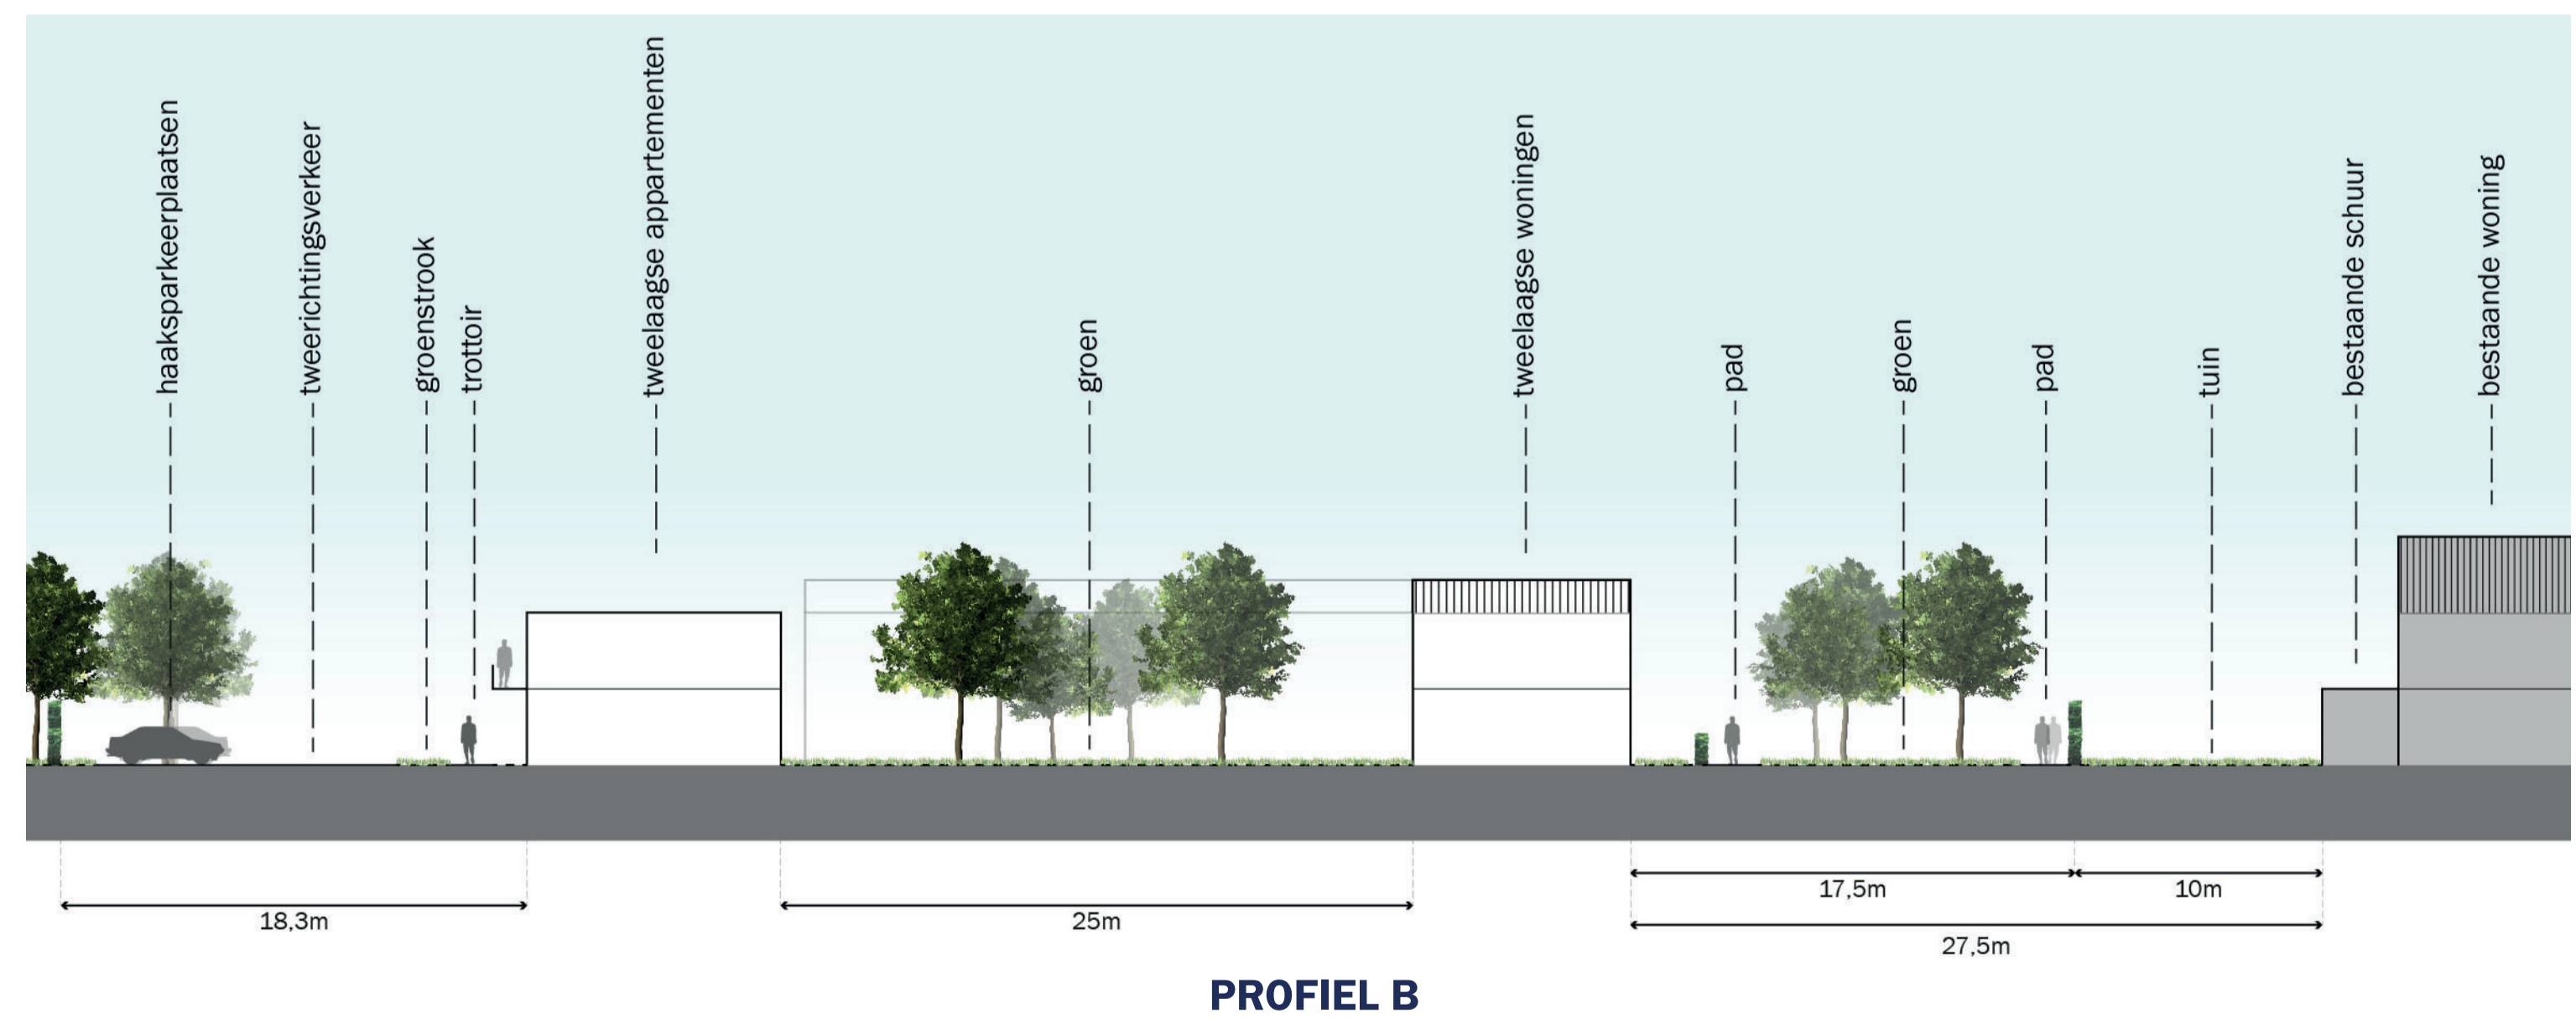 haaksparkeerplaatsen
tweerichtingsverkeer
groenstrook
trottoir
tweelaagse appartementen
groen
tweelaagse woningen
pad
groen
pad
tuin
bestaande schuur
bestaande woning
17,5m
10m
18,3m
25m
27,5m
PROFIEL B